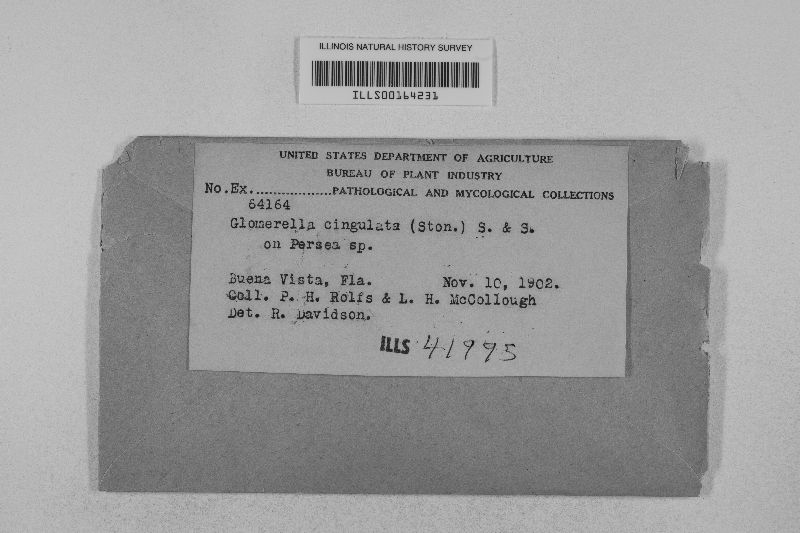 ILLINOIS NATURAL HISTORY SURVEY
ILLS00164231
UNITED STATES DEPARTMENT OF AGRICULTURE
BUREAU OF PLANT INDUSTRY
No.Ex...................PATHOLOGICAL AND MYCOLOGICAL COLLECTIONS
64164
Glomerella cingulata (Ston.) S. & S.
on Persea sp.
Buena Vista, Fla. Nov. 10, 1902.
Coll. P. H. Rolfs & L. H. McCollough
Det. R. Davidson.
ILLS 41995